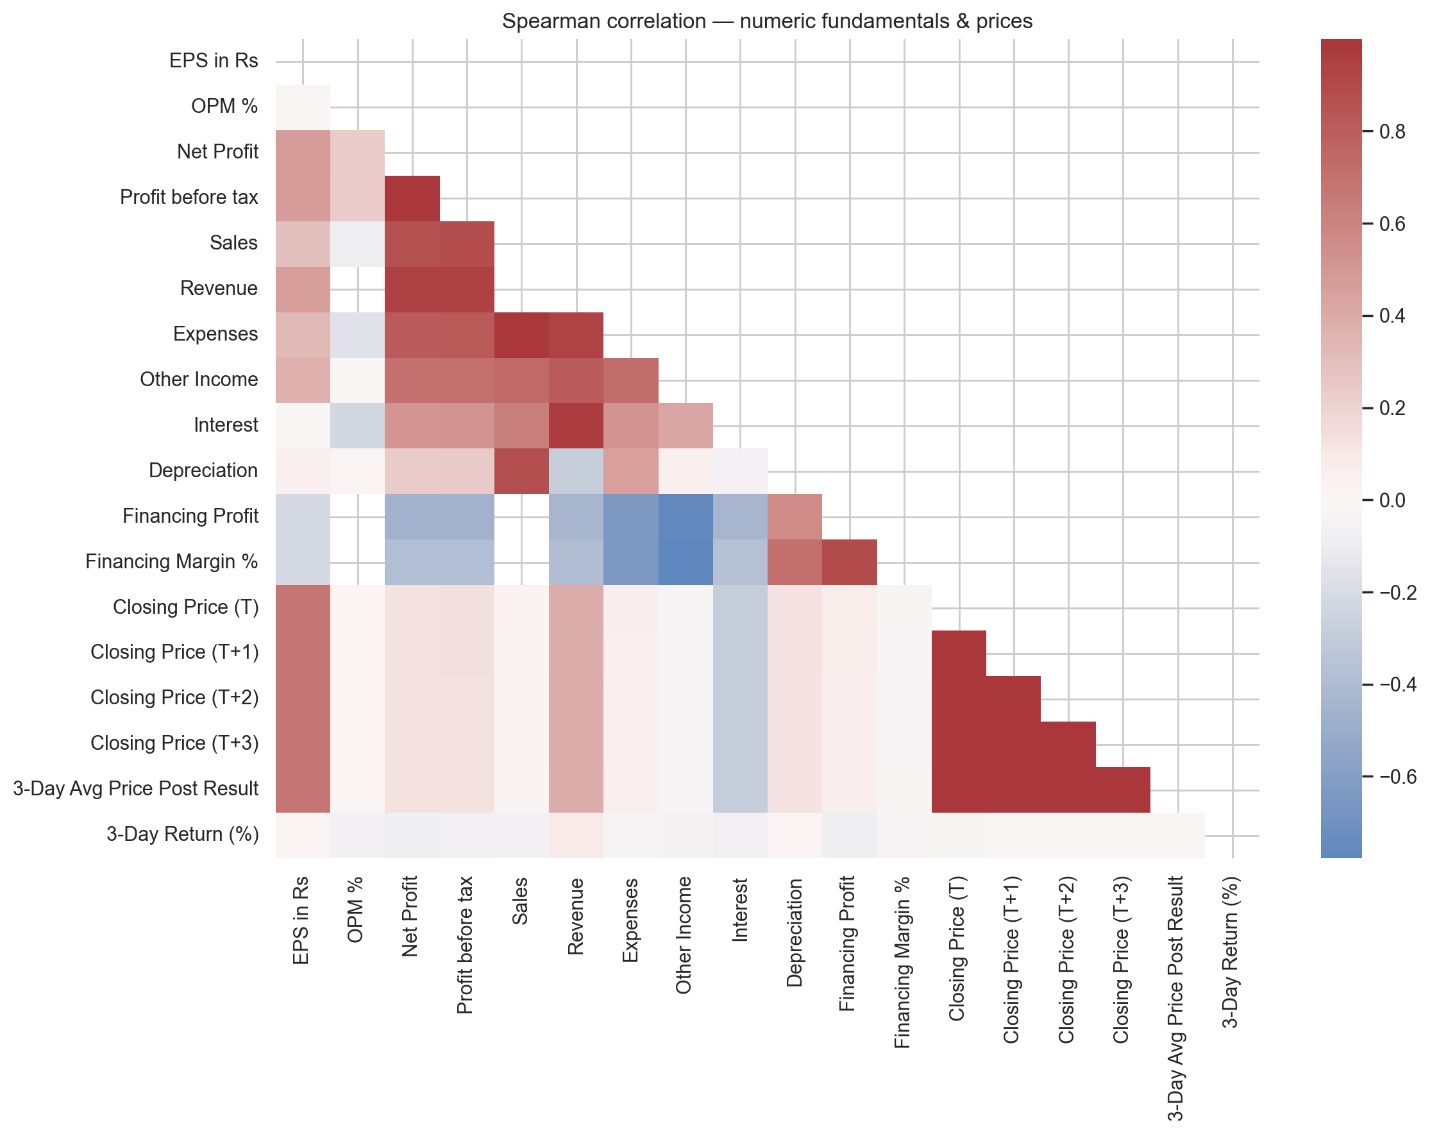 Spearman correlation — numeric fundamentals & prices
EPS in Rs
OPM %
Net Profit
Profit before tax
Sales
Revenue
Expenses
Other Income
Interest
Depreciation
Financing Profit
Financing Margin %
Closing Price (T)
Closing Price (T+1)
Closing Price (T+2)
Closing Price (T+3)
3-Day Avg Price Post Result
3-Day Return (%)
EPS in Rs
OPM %
Net Profit
Profit before tax
Sales
Revenue
Expenses
Other Income
Interest
Depreciation
Financing Profit
Financing Margin %
Closing Price (T)
Closing Price (T+1)
Closing Price (T+2)
Closing Price (T+3)
3-Day Avg Price Post Result
3-Day Return (%)
0.8
0.6
0.4
0.2
0.0
−0.2
−0.4
−0.6